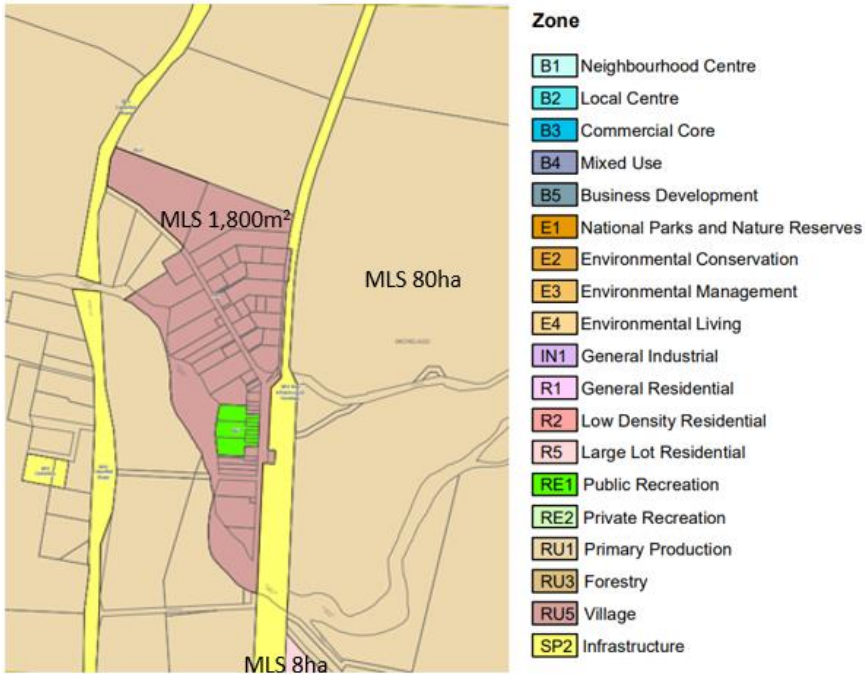 MLS 1,800m²
MLS 80ha
MICHELAGO
MLS 8ha
Zone
B1 Neighbourhood Centre
B2 Local Centre
B3 Commercial Core
B4 Mixed Use
B5 Business Development
E1 National Parks and Nature Reserves
E2 Environmental Conservation
E3 Environmental Management
E4 Environmental Living
IN1 General Industrial
R1 General Residential
R2 Low Density Residential
R5 Large Lot Residential
RE1 Public Recreation
RE2 Private Recreation
RU1 Primary Production
RU3 Forestry
RU5 Village
SP2 Infrastructure